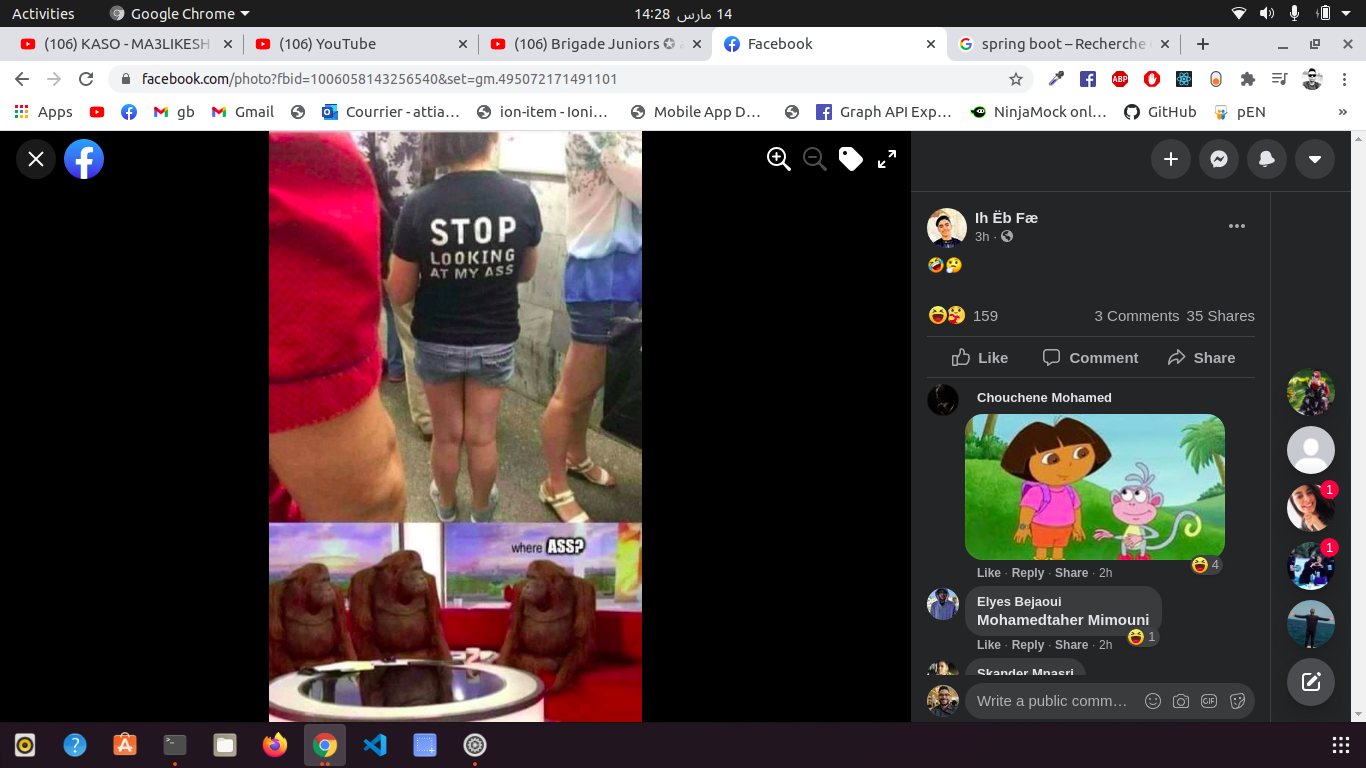 Activities
Google Chrome
14 مارس 14:28
(106) KASO - MA3LIKESH
(106) YouTube
(106) Brigade Juniors
Facebook
spring boot – Recherche
facebook.com/photo?fbid=1006058143256540&set=gm.495072171491101
ABP
Apps
gb
Gmail
Courrier - attia…
ion-item - Ioni…
Mobile App D…
Graph API Exp…
NinjaMock onl…
GitHub
pEN
»
STOP
LOOKING
AT MY ASS
where ASS?
Ih Ëb Fæ
3h ·
🤣😢
159
3 Comments 35 Shares
Like
Comment
Share
Chouchene Mohamed
Like · Reply · Share · 2h
4
Elyes Bejaoui
Mohamedtaher Mimouni
Like · Reply · Share · 2h
1
Skander Mnasri
Write a public comm…
GIF
1
1